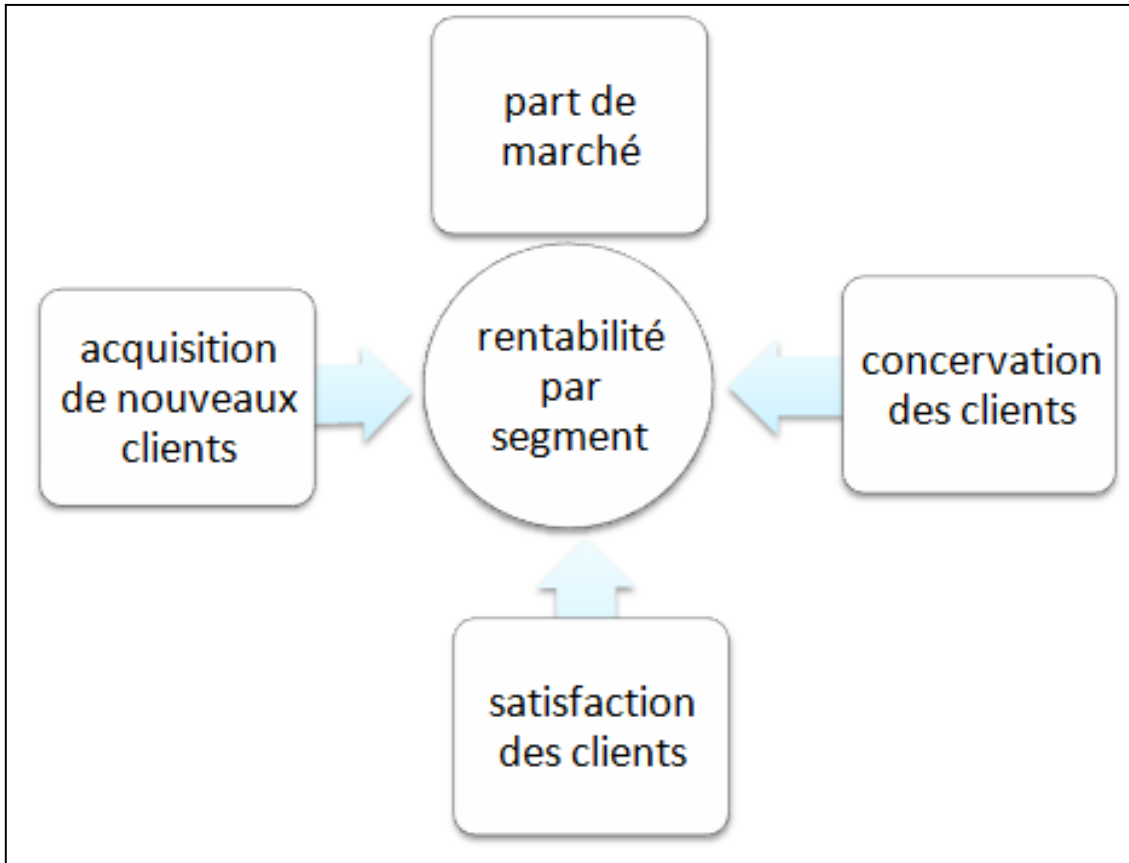 part de
marché
acquisition
de nouveaux
clients
rentabilité
par
segment
concervation
des clients
satisfaction
des clients